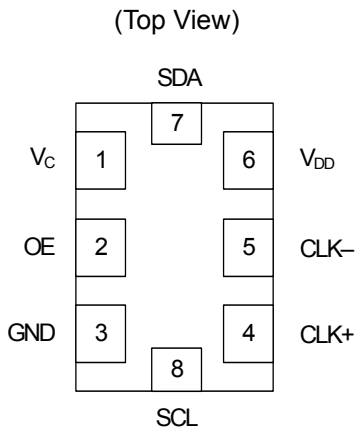 (Top View)
SDA
7
VC 1 6 VDD
OE 2 5 CLK–
GND 3 4 CLK+
8
SCL